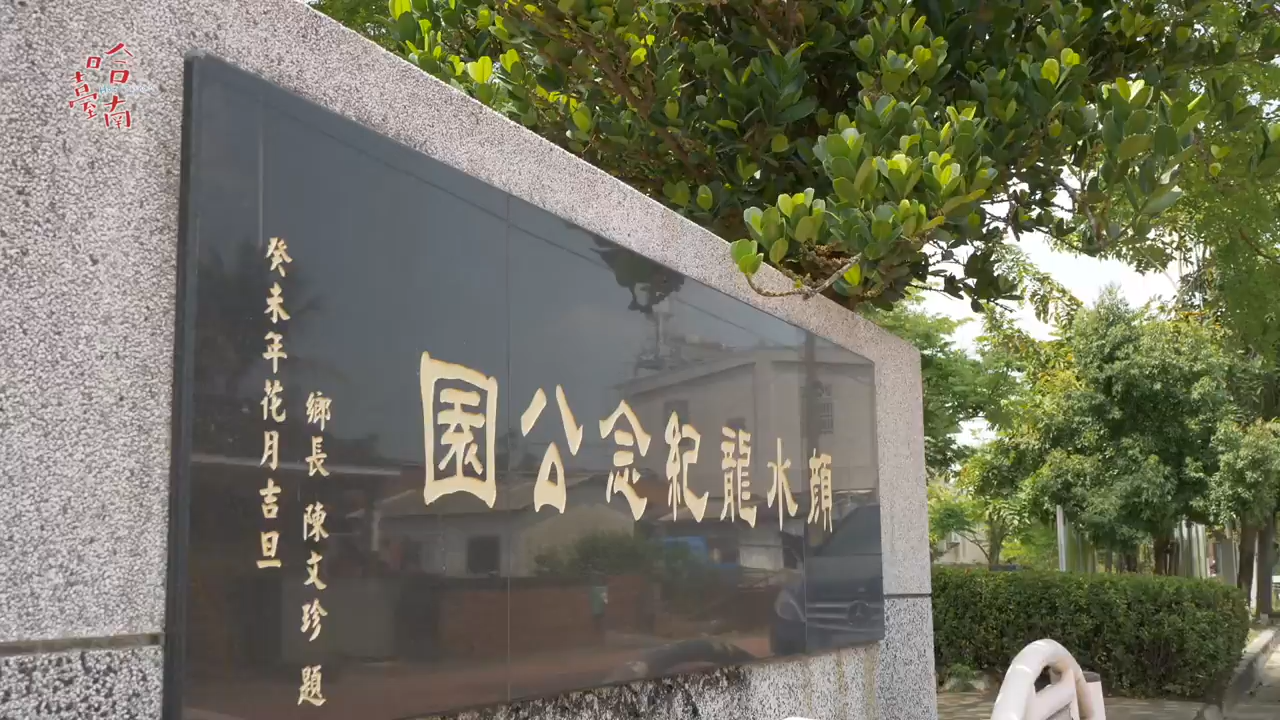 哈臺南
顏水龍紀念公園
鄉長 陳文珍 題
癸未年花月吉旦